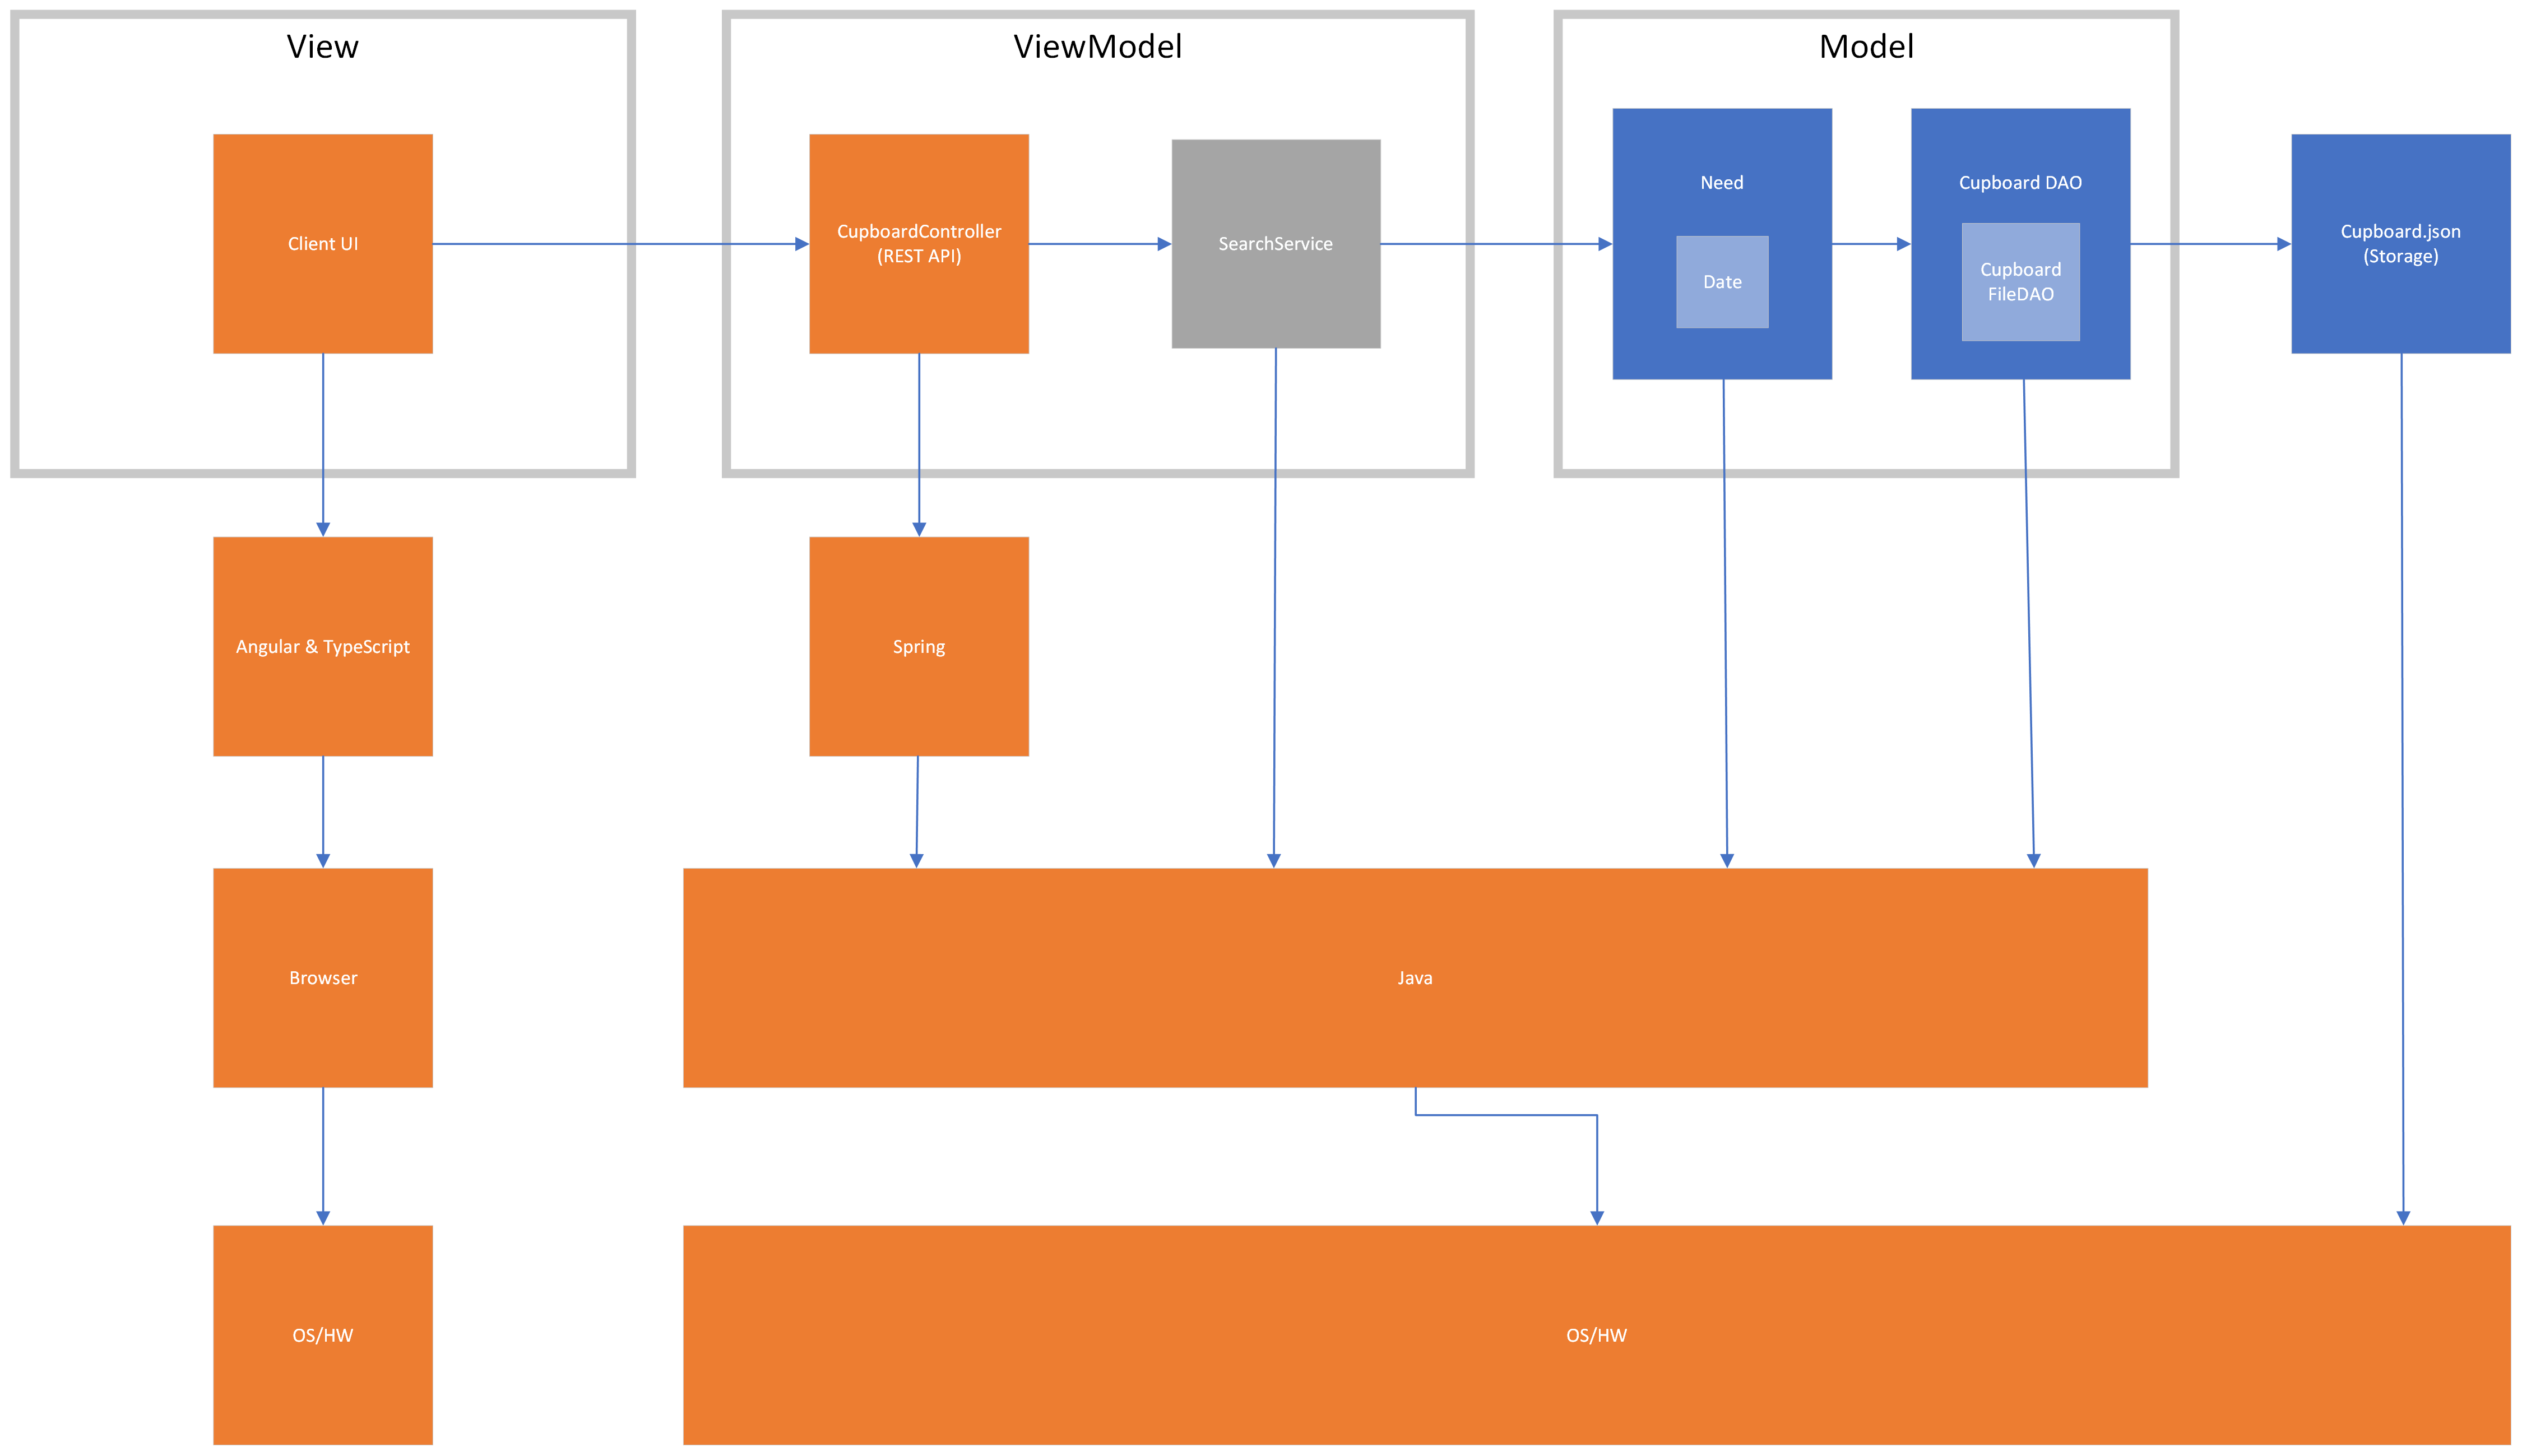 View
ViewModel
Model
Client UI
CupboardController
(REST API)
SearchService
Need
Date
Cupboard DAO
Cupboard
FileDAO
Cupboard.json
(Storage)
Angular & TypeScript
Spring
Browser
Java
OS/HW
OS/HW